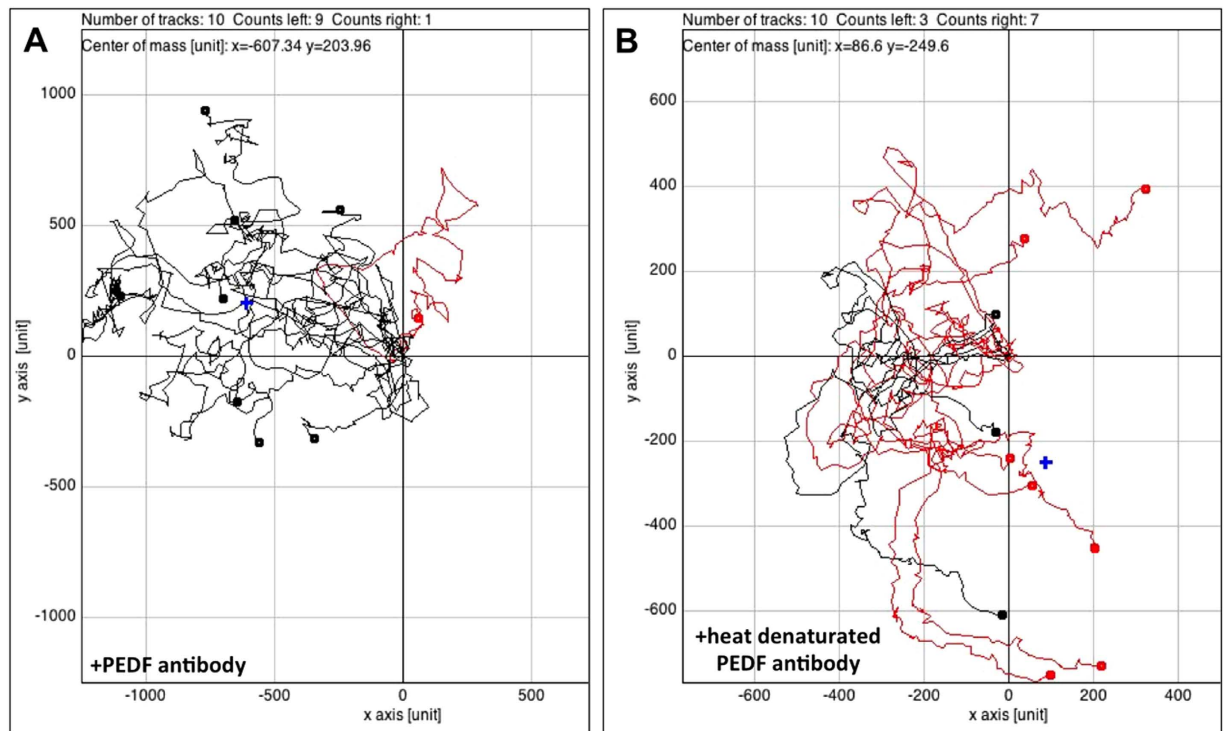 Number of tracks: 10 Counts left: 9 Counts right: 1
A
Center of mass [unit]: x=-607.34 y=203.96
1000
500
0
-500
-1000
y axis [unit]
+PEDF antibody
-1000 -500 0 500
x axis [unit]
Number of tracks: 10 Counts left: 3 Counts right: 7
B
Center of mass [unit]: x=86.6 y=-249.6
600
400
200
0
-200
-400
-600
y axis [unit]
+heat denaturated
PEDF antibody
-600 -400 -200 0 200 400
x axis [unit]